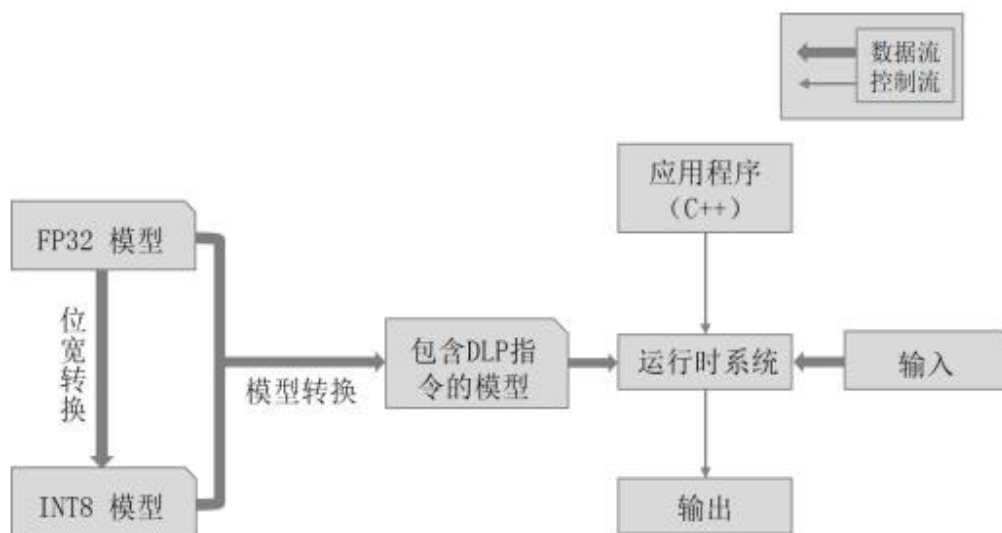 数据流
控制流
应用程序
（C++）
FP32 模型
位宽转换
模型转换
包含DLP指
令的模型
运行时系统
输入
INT8 模型
输出